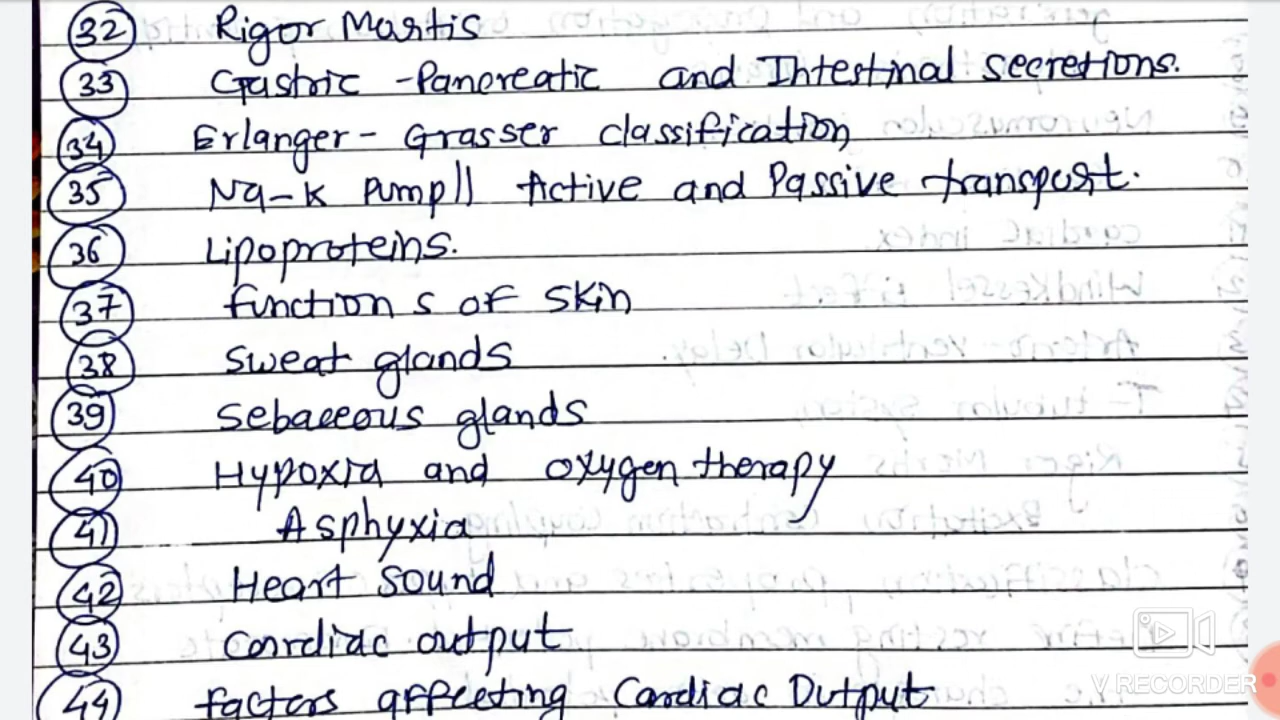 32 Rigor Mortis
33 Gastric - Pancreatic and Intestinal secretions.
34 Erlanger - Grasser classification
35 Na-K Pump || Active and Passive transport.
36 Lipoproteins.
37 function s of skin
38 Sweat glands
39 Sebaceous glands
40 Hypoxia and oxygen therapy
41 Asphyxia
42 Heart sound
43 Cardiac output
44 factors affecting Cardiac Output
V RECORDER